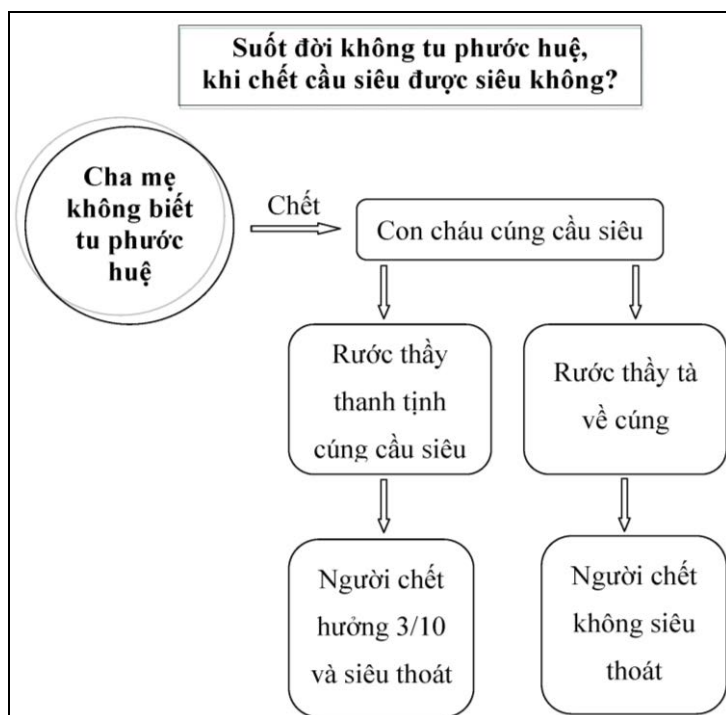 Suốt đời không tu phước huệ,
khi chết cầu siêu được siêu không?
Cha mẹ
không biết
tu phước
huệ
Chết
Con cháu cúng cầu siêu
Rước thầy
thanh tịnh
cúng cầu siêu
Rước thầy tà
về cúng
Người chết
hưởng 3/10
và siêu thoát
Người chết
không siêu
thoát